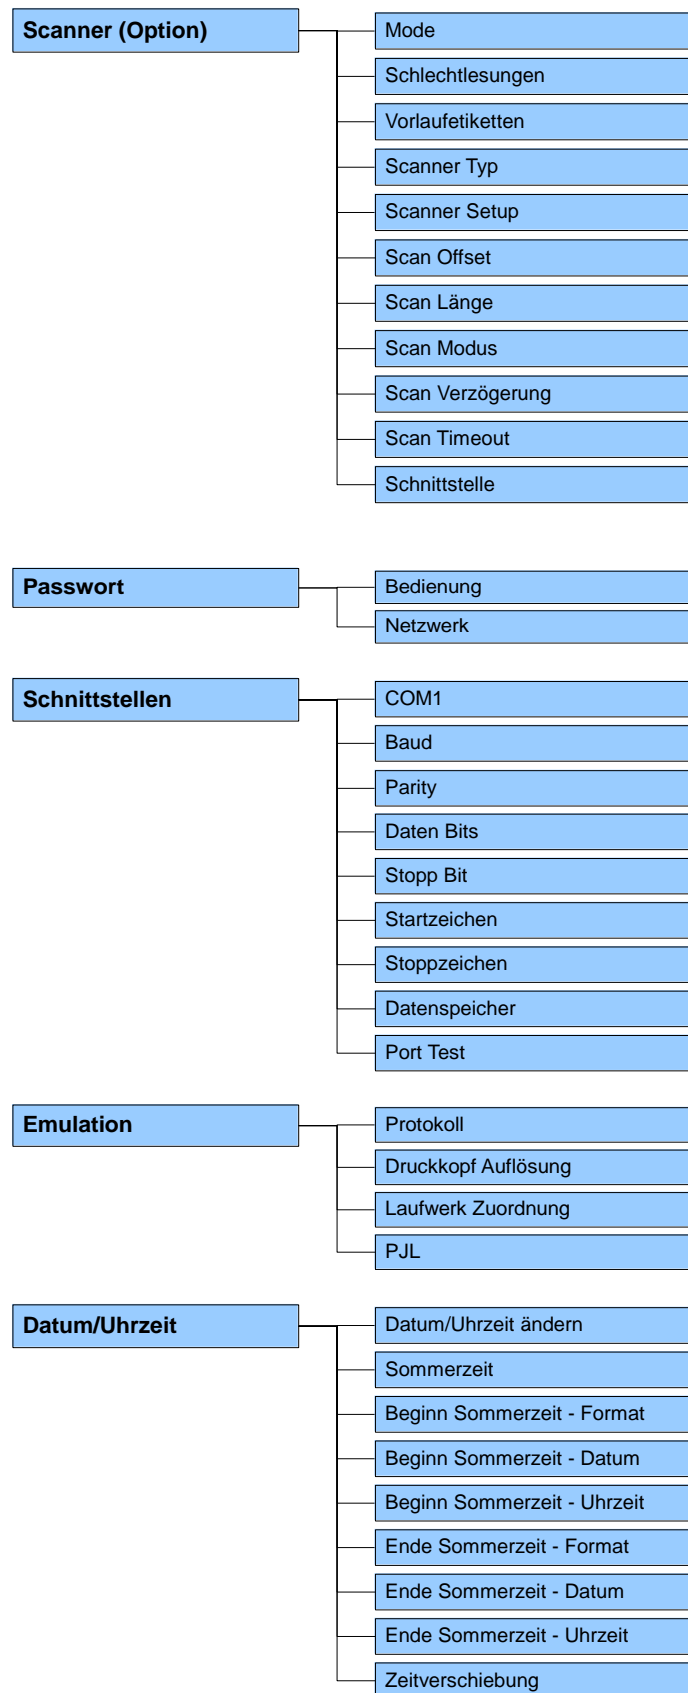 Scanner (Option)
Mode
Schlechtlesungen
Vorlaufetiketten
Scanner Typ
Scanner Setup
Scan Offset
Scan Länge
Scan Modus
Scan Verzögerung
Scan Timeout
Schnittstelle
Passwort
Bedienung
Netzwerk
Schnittstellen
COM1
Baud
Parity
Daten Bits
Stopp Bit
Startzeichen
Stoppzeichen
Datenspeicher
Port Test
Emulation
Protokoll
Druckkopf Auflösung
Laufwerk Zuordnung
PJL
Datum/Uhrzeit
Datum/Uhrzeit ändern
Sommerzeit
Beginn Sommerzeit - Format
Beginn Sommerzeit - Datum
Beginn Sommerzeit - Uhrzeit
Ende Sommerzeit - Format
Ende Sommerzeit - Datum
Ende Sommerzeit - Uhrzeit
Zeitverschiebung